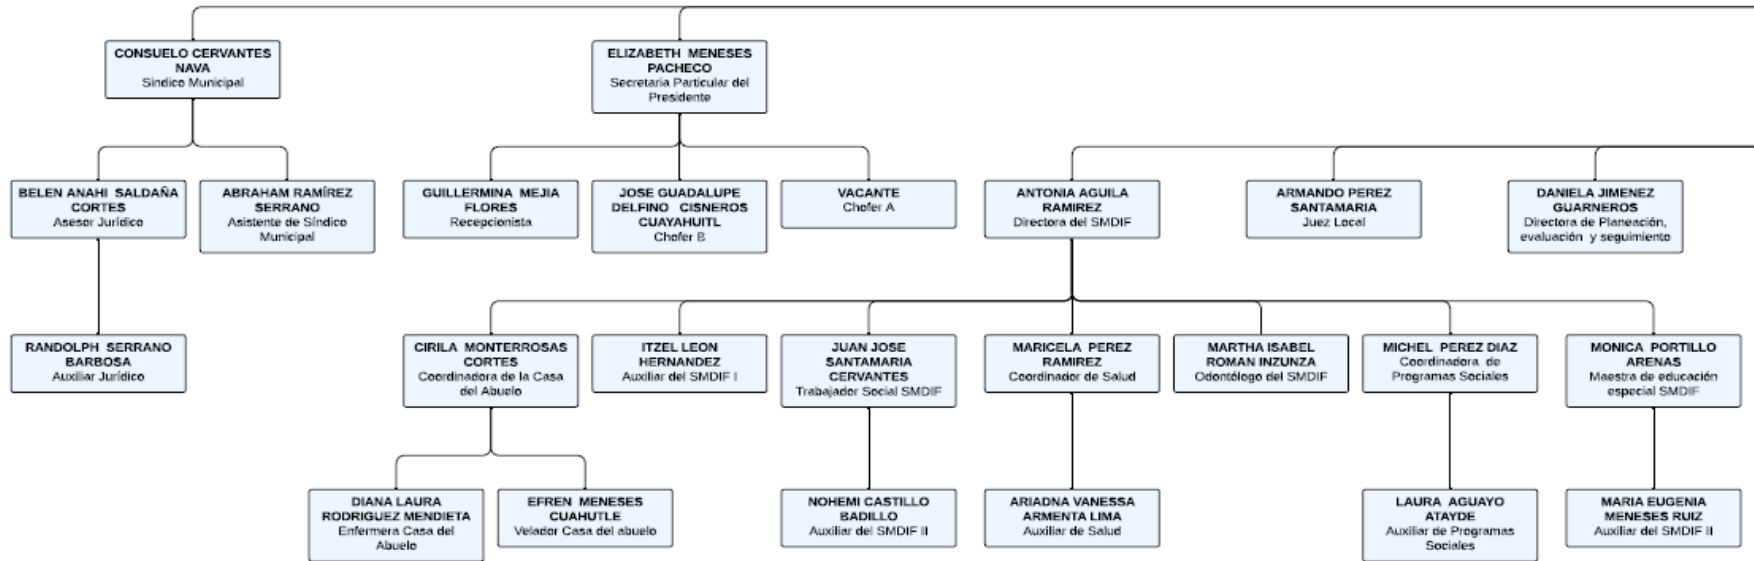 CONSUELO CERVANTES
NAVA
Síndico Municipal
ELIZABETH MENESES
PACHECO
Secretaria Particular del
Presidente
BELEN ANAHI SALDAÑA
CORTES
Asesor Jurídico
ABRAHAM RAMÍREZ
SERRANO
Asistente de Síndico
Municipal
GUILLERMINA MEJIA
FLORES
Recepcionista
JOSE GUADALUPE
DELFINO CISNEROS
CUAYAHUITL
Chofer B
VACANTE
Chofer A
ANTONIA AGUILA
RAMIREZ
Directora del SMDIF
ARMANDO PEREZ
SANTAMARIA
Juez Local
DANIELA JIMENEZ
GUARNEROS
Directora de Planeación,
evaluación y seguimiento
RANDOLPH SERRANO
BARBOSA
Auxiliar Jurídico
CIRILA MONTERROSAS
CORTES
Coordinadora de la Casa
del Abuelo
ITZEL LEON
HERNANDEZ
Auxiliar del SMDIF I
JUAN JOSE
SANTAMARIA
CERVANTES
Trabajador Social SMDIF
MARICELA PEREZ
RAMIREZ
Coordinador de Salud
MARTHA ISABEL
ROMAN INZUNZA
Odontólogo del SMDIF
MICHEL PEREZ DIAZ
Coordinadora de
Programas Sociales
MONICA PORTILLO
ARENAS
Maestra de educación
especial SMDIF
DIANA LAURA
RODRIGUEZ MENDIETA
Enfermera Casa del
Abuelo
EFREN MENESES
CUAHUTLE
Velador Casa del abuelo
NOHEMI CASTILLO
BADILLO
Auxiliar del SMDIF II
ARIADNA VANESSA
ARMENTA LIMA
Auxiliar de Salud
LAURA AGUAYO
ATAYDE
Auxiliar de Programas
Sociales
MARIA EUGENIA
MENESES RUIZ
Auxiliar del SMDIF II